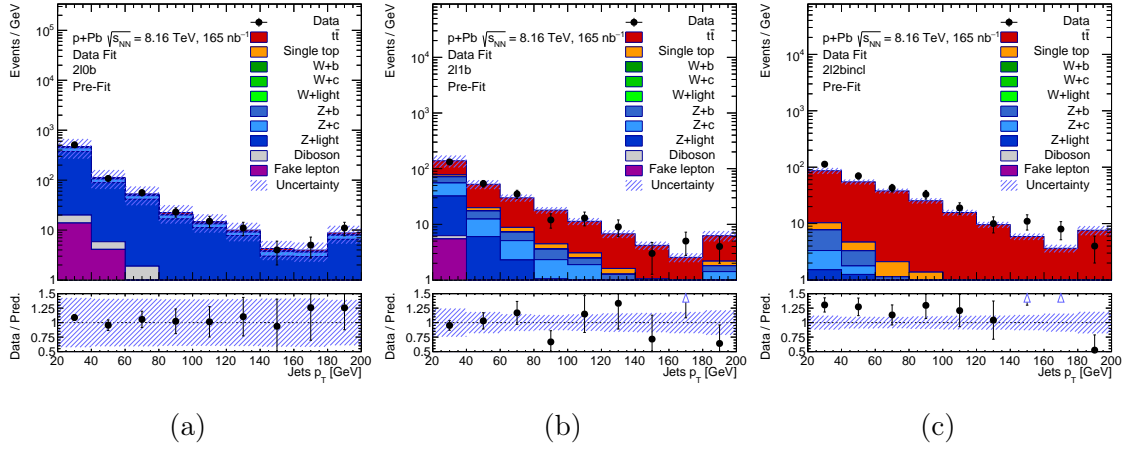 Events / GeV
10⁵
10⁴
10³
10²
10
1
p+Pb √s_NN = 8.16 TeV, 165 nb⁻¹
Data Fit
2l0b
Pre-Fit
Data
tt̄
Single top
W+b
W+c
W+light
Z+b
Z+c
Z+light
Diboson
Fake lepton
Uncertainty
Data / Pred.
1.5
1.25
1
0.75
0.5
20 40 60 80 100 120 140 160 180 200
Jets p_T [GeV]
(a)
Events / GeV
10⁴
10³
10²
10
1
p+Pb √s_NN = 8.16 TeV, 165 nb⁻¹
Data Fit
2l1b
Pre-Fit
Data
tt̄
Single top
W+b
W+c
W+light
Z+b
Z+c
Z+light
Diboson
Fake lepton
Uncertainty
Data / Pred.
1.5
1.25
1
0.75
0.5
20 40 60 80 100 120 140 160 180 200
Jets p_T [GeV]
(b)
Events / GeV
10⁴
10³
10²
10
1
p+Pb √s_NN = 8.16 TeV, 165 nb⁻¹
Data Fit
2l2bincl
Pre-Fit
Data
tt̄
Single top
W+b
W+c
W+light
Z+b
Z+c
Z+light
Diboson
Fake lepton
Uncertainty
Data / Pred.
1.5
1.25
1
0.75
0.5
20 40 60 80 100 120 140 160 180 200
Jets p_T [GeV]
(c)